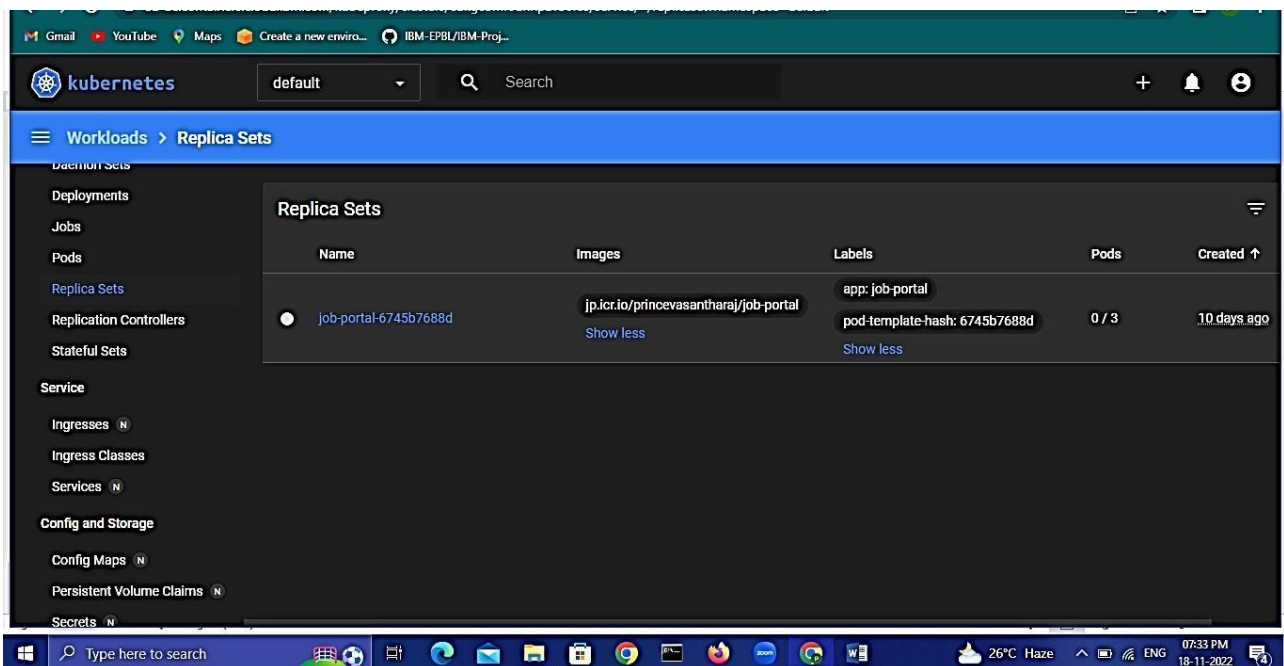 Gmail YouTube Maps Create a new enviro... IBM-EPBL/IBM-Proj...
kubernetes default Search
Workloads > Replica Sets
Daemon Sets
Deployments
Jobs
Pods
Replica Sets
Replication Controllers
Stateful Sets
Service
Ingresses N
Ingress Classes
Services N
Config and Storage
Config Maps N
Persistent Volume Claims N
Secrets N
Replica Sets
Name Images Labels Pods Created ↑
job-portal-6745b7688d
jp.icr.io/princevasantharaj/job-portal
Show less
app: job-portal
pod-template-hash: 6745b7688d
Show less
0 / 3
10 days ago
Type here to search
zoom
26°C Haze
ENG
07:33 PM
18-11-2022